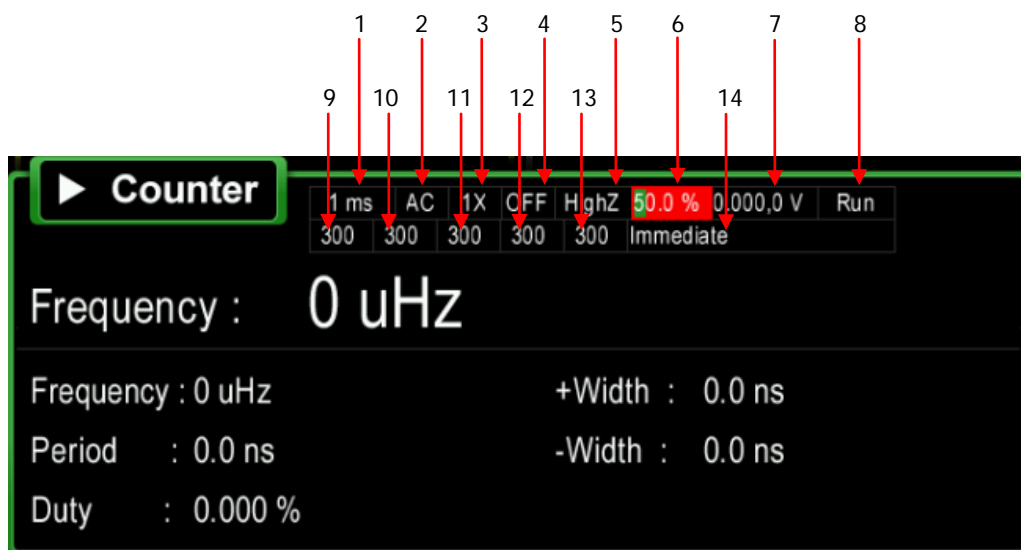 1 2 3 4 5 6 7 8
9 10 11 12 13 14
Counter
1 ms AC 1X OFF HighZ 50.0 % 0.000,0 V Run
300 300 300 300 300 Immediate
Frequency : 0 uHz
Frequency : 0 uHz +Width : 0.0 ns
Period : 0.0 ns -Width : 0.0 ns
Duty : 0.000 %